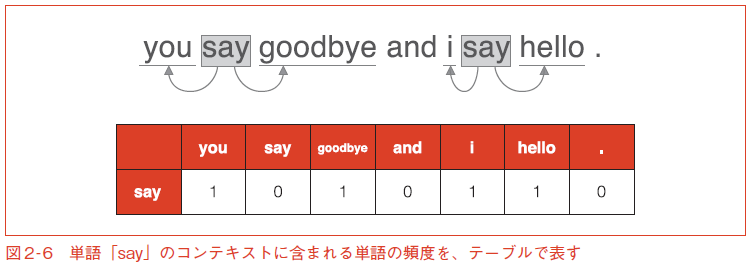 you say goodbye and i say hello .
you say goodbye and i hello .
say 1 0 1 0 1 1 0
図2-6 単語「say」のコンテキストに含まれる単語の頻度を、テーブルで表す